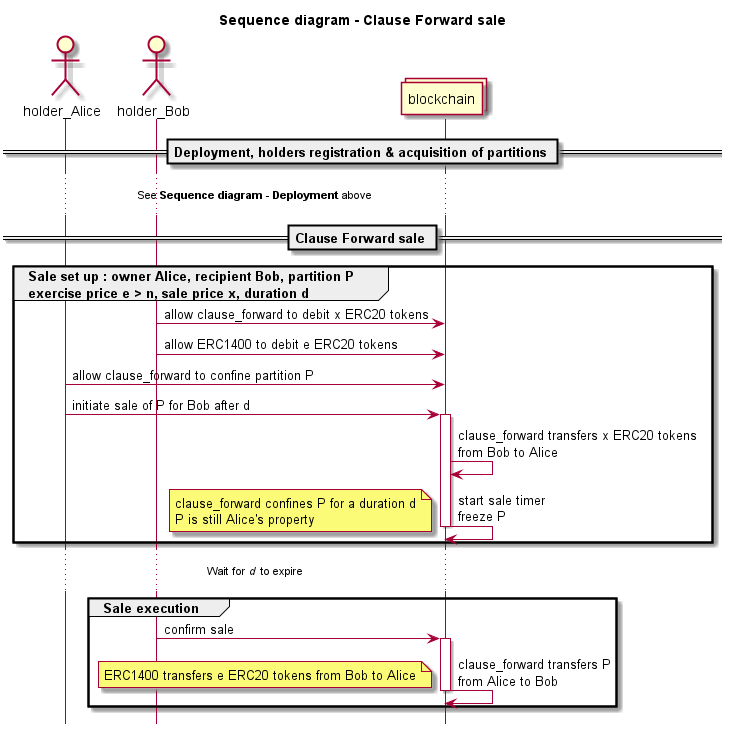 Sequence diagram - Clause Forward sale
holder_Alice
holder_Bob
blockchain
Deployment, holders registration & acquisition of partitions
See Sequence diagram - Deployment above
Clause Forward sale
Sale set up : owner Alice, recipient Bob, partition P
exercise price e > n, sale price x, duration d
allow clause_forward to debit x ERC20 tokens
allow ERC1400 to debit e ERC20 tokens
allow clause_forward to confine partition P
initiate sale of P for Bob after d
clause_forward transfers x ERC20 tokens
from Bob to Alice
clause_forward confines P for a duration d
P is still Alice's property
start sale timer
freeze P
Wait for d to expire
Sale execution
confirm sale
ERC1400 transfers e ERC20 tokens from Bob to Alice
clause_forward transfers P
from Alice to Bob